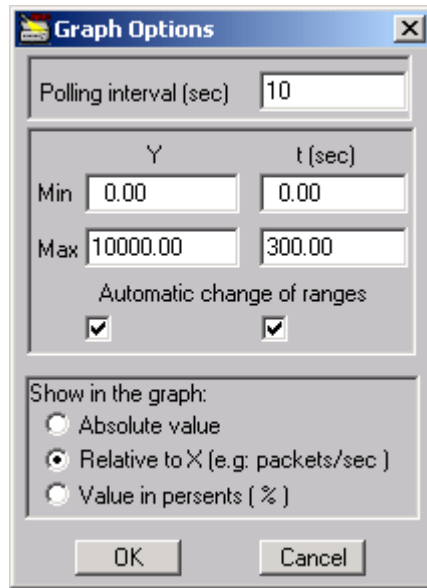 Graph Options
Polling interval (sec) 10
Y t (sec)
Min 0.00 0.00
Max 10000.00 300.00
Automatic change of ranges
Show in the graph:
Absolute value
Relative to X (e.g: packets/sec )
Value in persents ( % )
OK Cancel